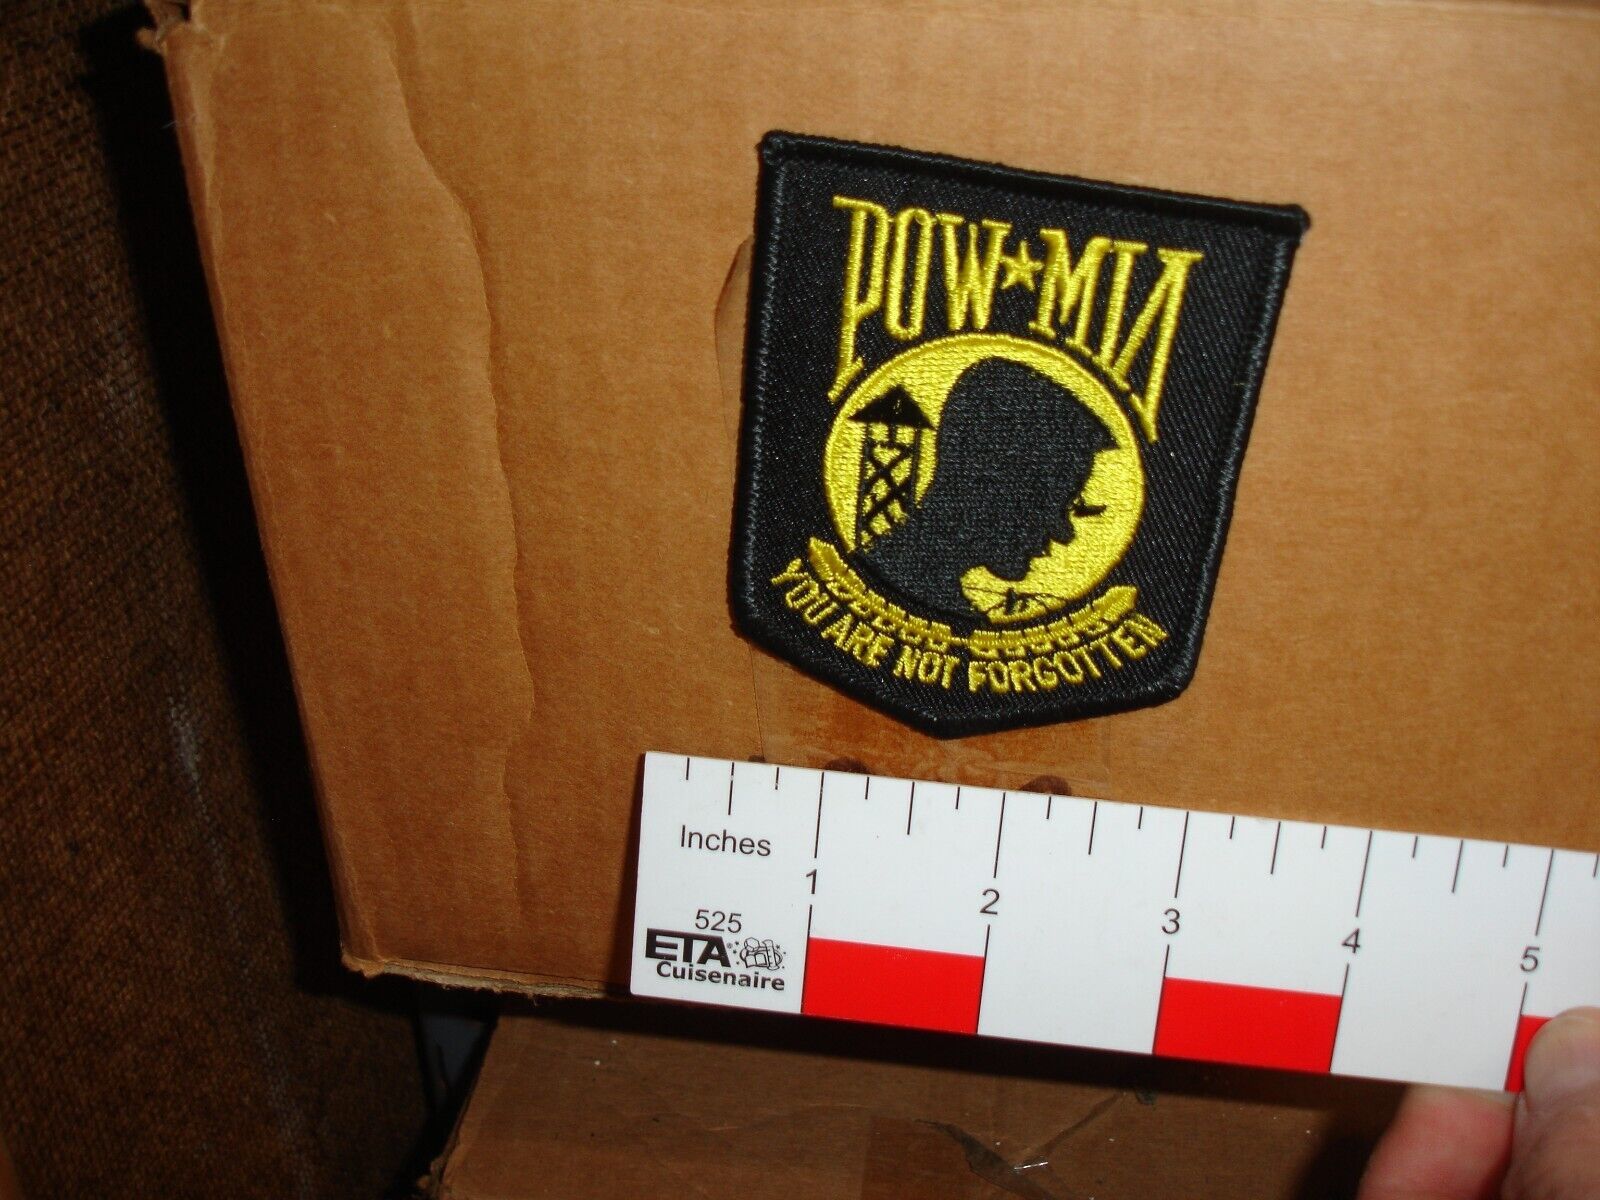 POW★MIA
YOU ARE NOT FORGOTTEN
Inches
1 2 3 4 5
525
ETA®
Cuisenaire